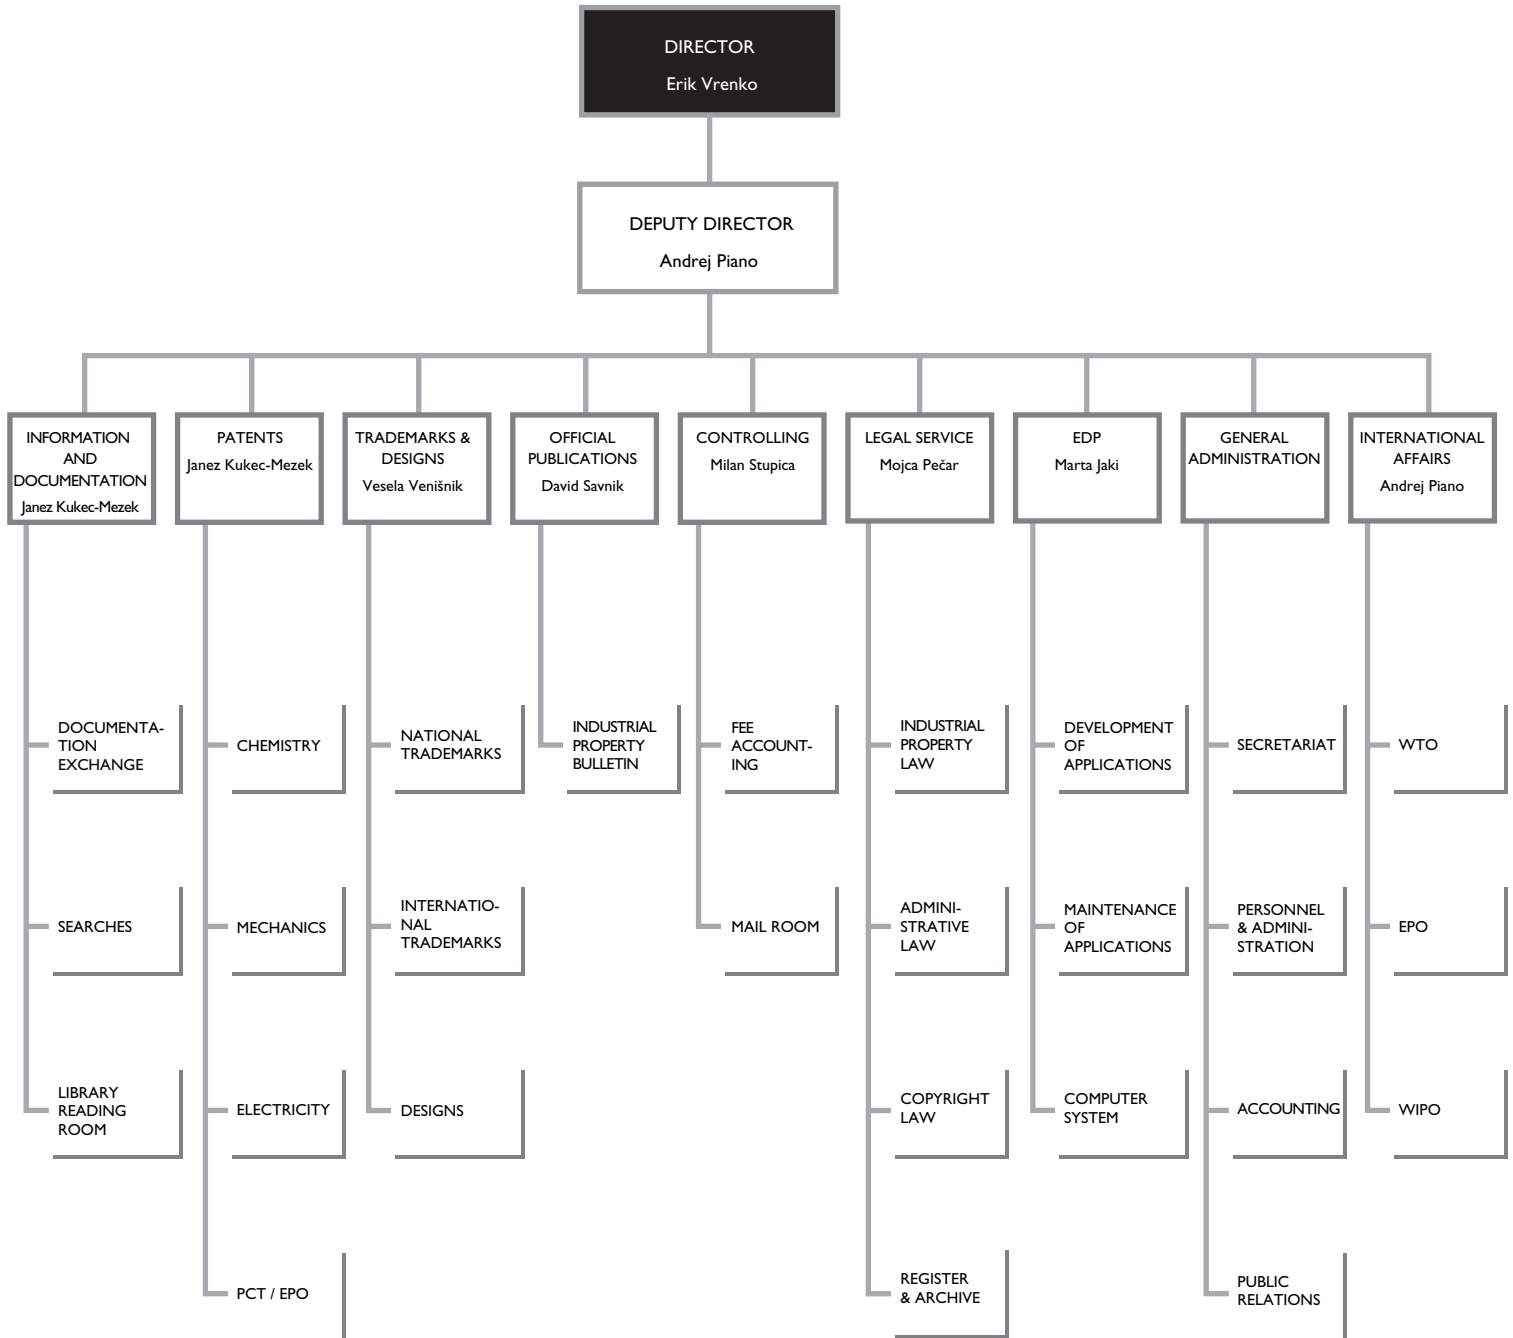 DIRECTOR
Erik Vrenko
DEPUTY DIRECTOR
Andrej Piano
INFORMATION
AND
DOCUMENTATION
Janez Kukec-Mezek
PATENTS
Janez Kukec-Mezek
TRADEMARKS &
DESIGNS
Vesela Venišnik
OFFICIAL
PUBLICATIONS
David Savnik
CONTROLLING
Milan Stupica
LEGAL SERVICE
Mojca Pečar
EDP
Marta Jaki
GENERAL
ADMINISTRATION
INTERNATIONAL
AFFAIRS
Andrej Piano
DOCUMENTA-
TION
EXCHANGE
CHEMISTRY
NATIONAL
TRADEMARKS
INDUSTRIAL
PROPERTY
BULLETIN
FEE
ACCOUNT-
ING
INDUSTRIAL
PROPERTY
LAW
DEVELOPMENT
OF
APPLICATIONS
SECRETARIAT
WTO
SEARCHES
MECHANICS
INTERNATIO-
NAL
TRADEMARKS
MAIL ROOM
ADMINI-
STRATIVE
LAW
MAINTENANCE
OF
APPLICATIONS
PERSONNEL
& ADMINI-
STRATION
EPO
LIBRARY
READING
ROOM
ELECTRICITY
DESIGNS
COPYRIGHT
LAW
COMPUTER
SYSTEM
ACCOUNTING
WIPO
PCT / EPO
REGISTER
& ARCHIVE
PUBLIC
RELATIONS